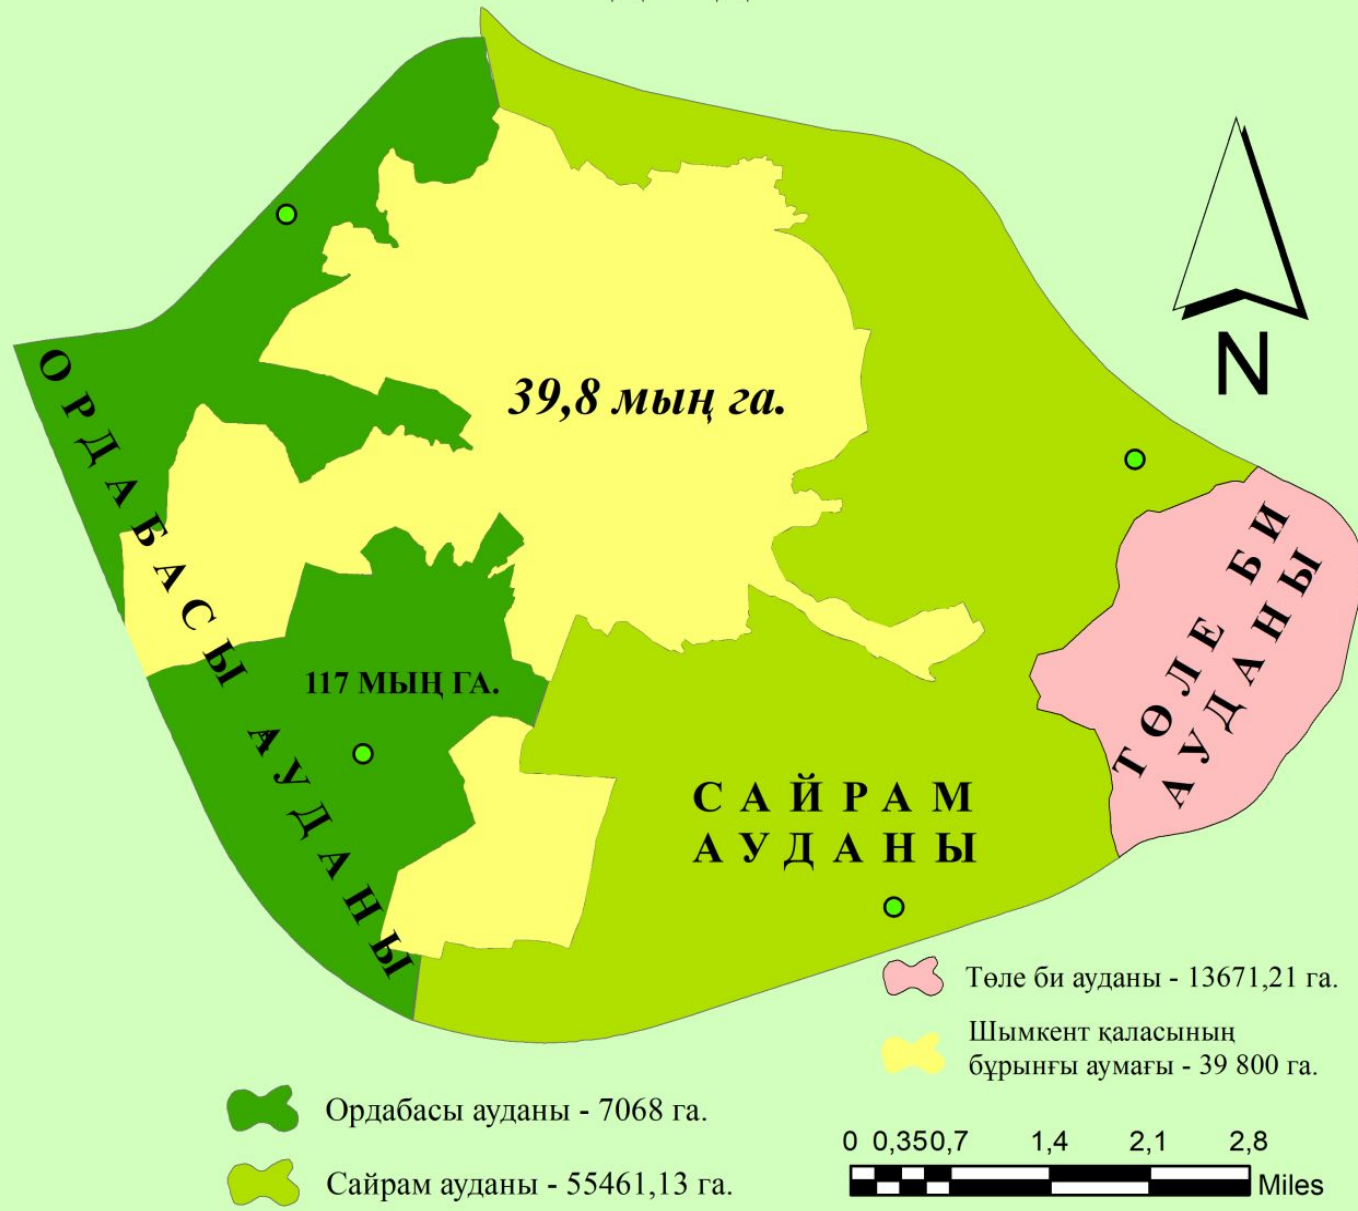 39,8 мың га.
ОРДАБАСЫ АУДАНЫ
117 МЫҢ ГА.
САЙРАМ
АУДАНЫ
ТӨЛЕ БИ
АУДАНЫ
N
Төле би ауданы - 13671,21 га.
Шымкент қаласының
бұрынғы аумағы - 39 800 га.
Ордабасы ауданы - 7068 га.
Сайрам ауданы - 55461,13 га.
0 0,35 0,7 1,4 2,1 2,8
Miles